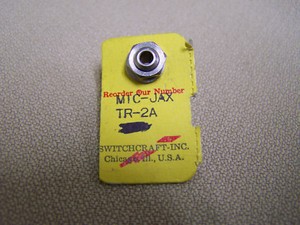 Reorder Our Number
MIC-JAX
TR-2A
SWITCHCRAFT-INC.
Chicago Ill., U.S.A.